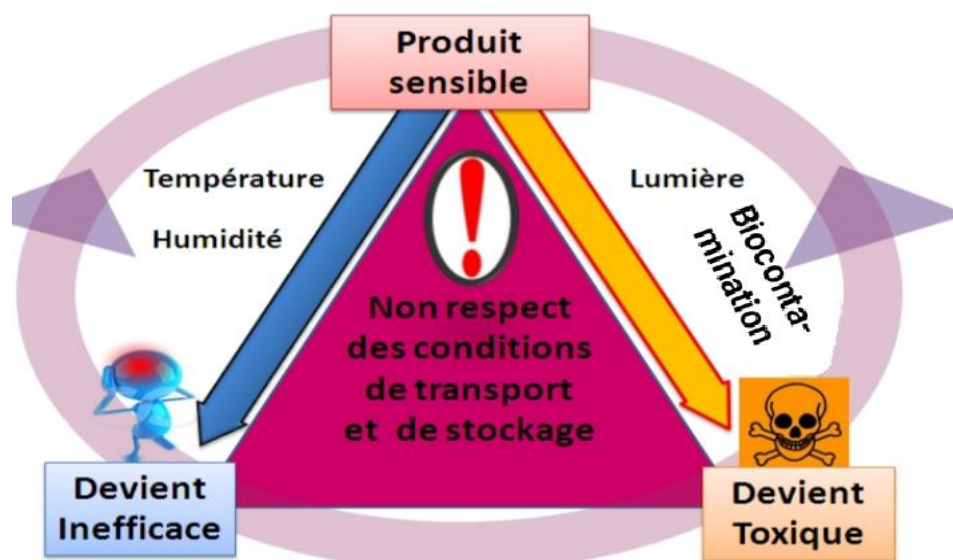 Produit
sensible
Température
Humidité
Lumière
Bioconta-
mination
Non respect
des conditions
de transport
et de stockage
Devient
Inefficace
Devient
Toxique